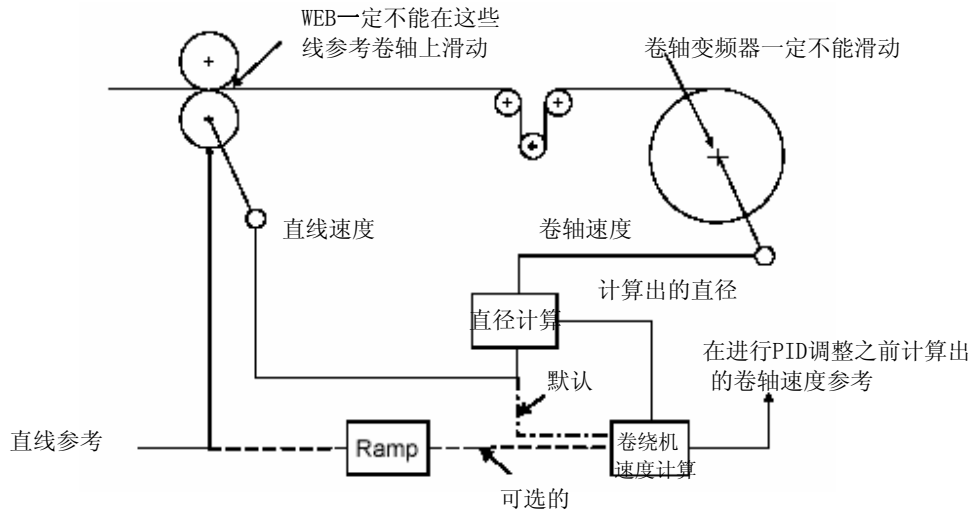 WEB一定不能在这些
线参考卷轴上滑动
卷轴变频器一定不能滑动
直线速度
卷轴速度
计算出的直径
直径计算
在进行PID调整之前计算出
的卷轴速度参考
默认
直线参考
Ramp
卷绕机
速度计算
可选的